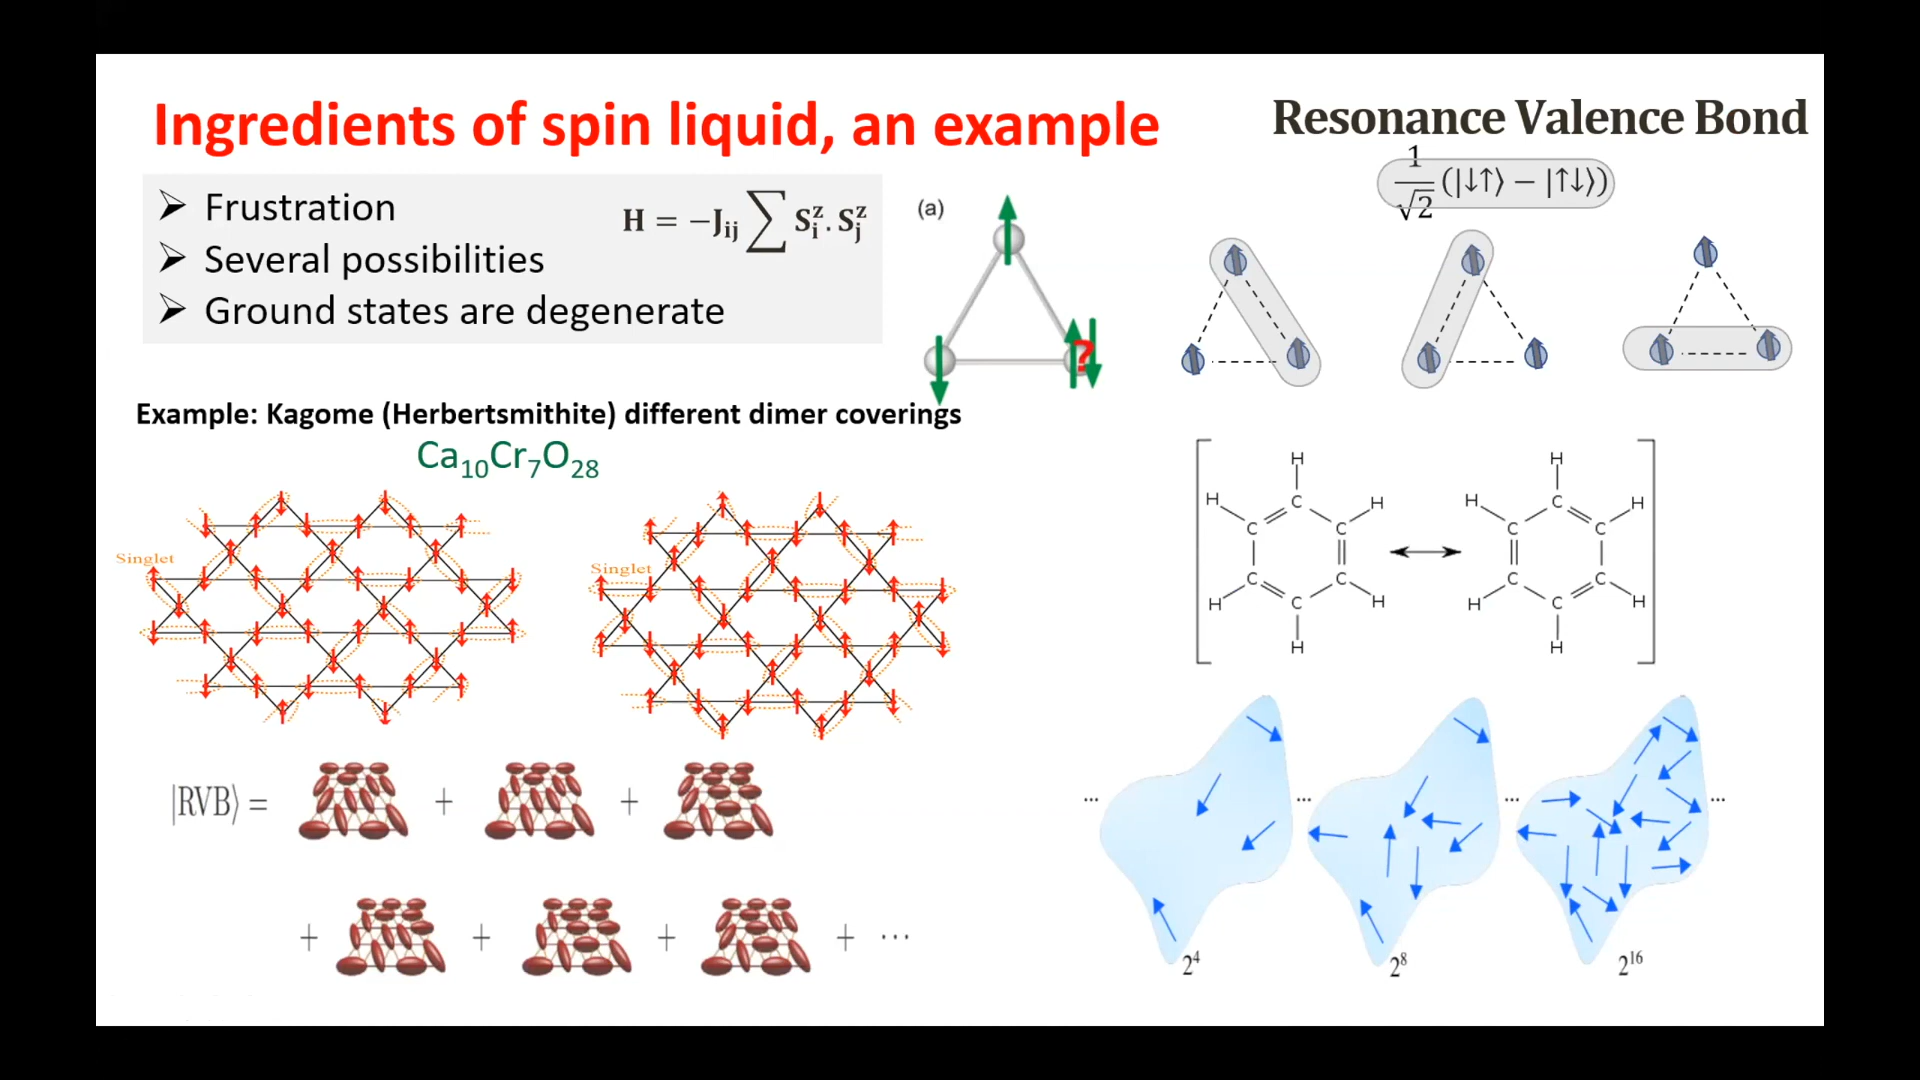 Ingredients of spin liquid, an example
➢ Frustration
➢ Several possibilities
➢ Ground states are degenerate
H = −J_ij ∑ S_i^z . S_j^z
(a)
?
Resonance Valence Bond
1/√2 (|↓↑⟩ − |↑↓⟩)
Example: Kagome (Herbertsmithite) different dimer coverings
Ca₁₀Cr₇O₂₈
Singlet
Singlet
H H
H H H H
C C
C C C C
C C C C
C C
H H H H
H H
|RVB⟩ = + +
+ + + + ...
... ... ... ...
2⁴ 2⁸ 2¹⁶